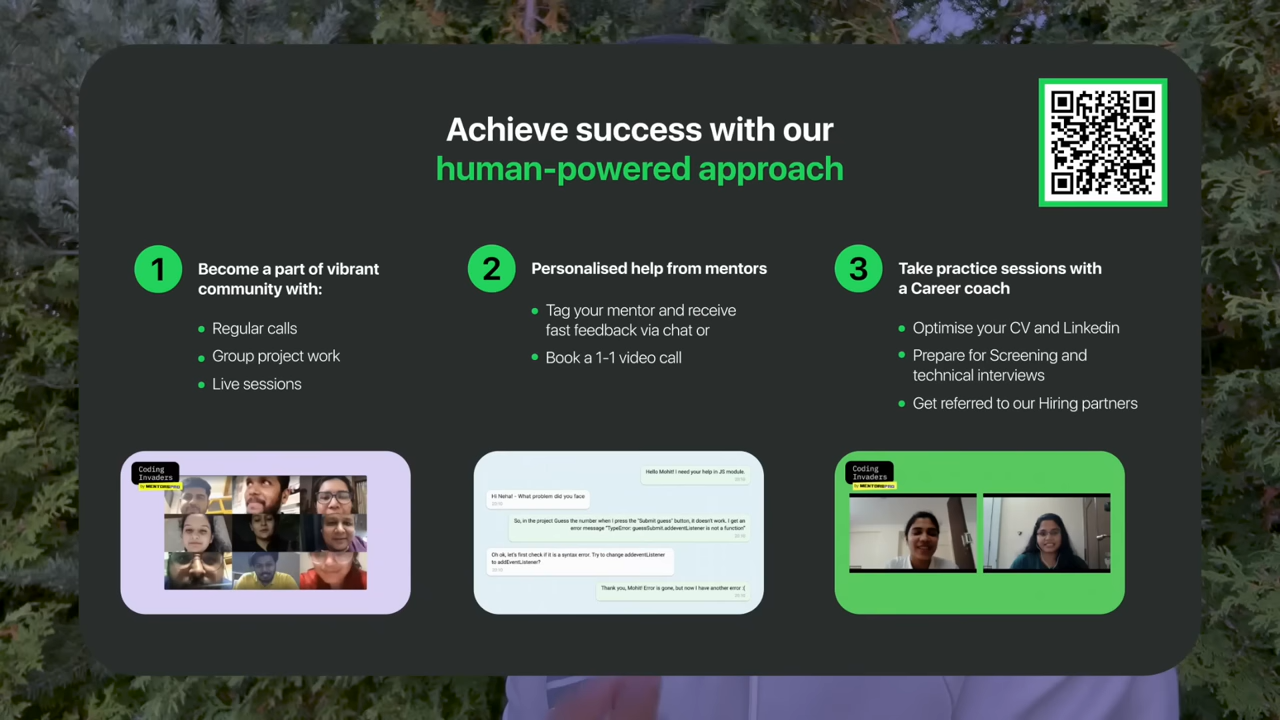 Achieve success with our
human-powered approach
1
Become a part of vibrant
community with:
Regular calls
Group project work
Live sessions
2
Personalised help from mentors
Tag your mentor and receive
fast feedback via chat or
Book a 1-1 video call
3
Take practice sessions with
a Career coach
Optimise your CV and Linkedin
Prepare for Screening and
technical interviews
Get referred to our Hiring partners
Coding
Invaders
by MENTORSPRO
Hello Mohit! I need your help in JS module.
Hi Neha! - What problem did you face
So, in the project Guess the number when I press the "Submit guess" button, it doesn't work. I get an
error message "TypeError: guessSubmit.addeventListener is not a function"
Oh ok, let's first check if it is a syntax error. Try to change addeventListener
to addEventListener?
Thank you, Mohit! Error is gone, but now I have another error :(
Coding
Invaders
by MENTORSPRO